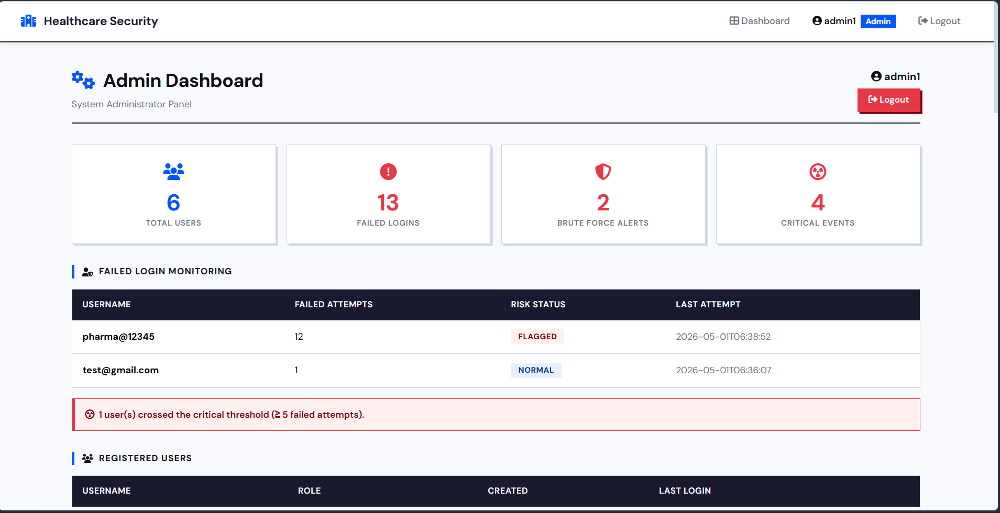 Healthcare Security
Dashboard admin1 Admin Logout
Admin Dashboard
System Administrator Panel
admin1
Logout
6
TOTAL USERS
13
FAILED LOGINS
2
BRUTE FORCE ALERTS
4
CRITICAL EVENTS
FAILED LOGIN MONITORING
USERNAME FAILED ATTEMPTS RISK STATUS LAST ATTEMPT
pharma@12345 12 FLAGGED 2026-05-01T06:38:52
test@gmail.com 1 NORMAL 2026-05-01T06:36:07
1 user(s) crossed the critical threshold (≥ 5 failed attempts).
REGISTERED USERS
USERNAME ROLE CREATED LAST LOGIN